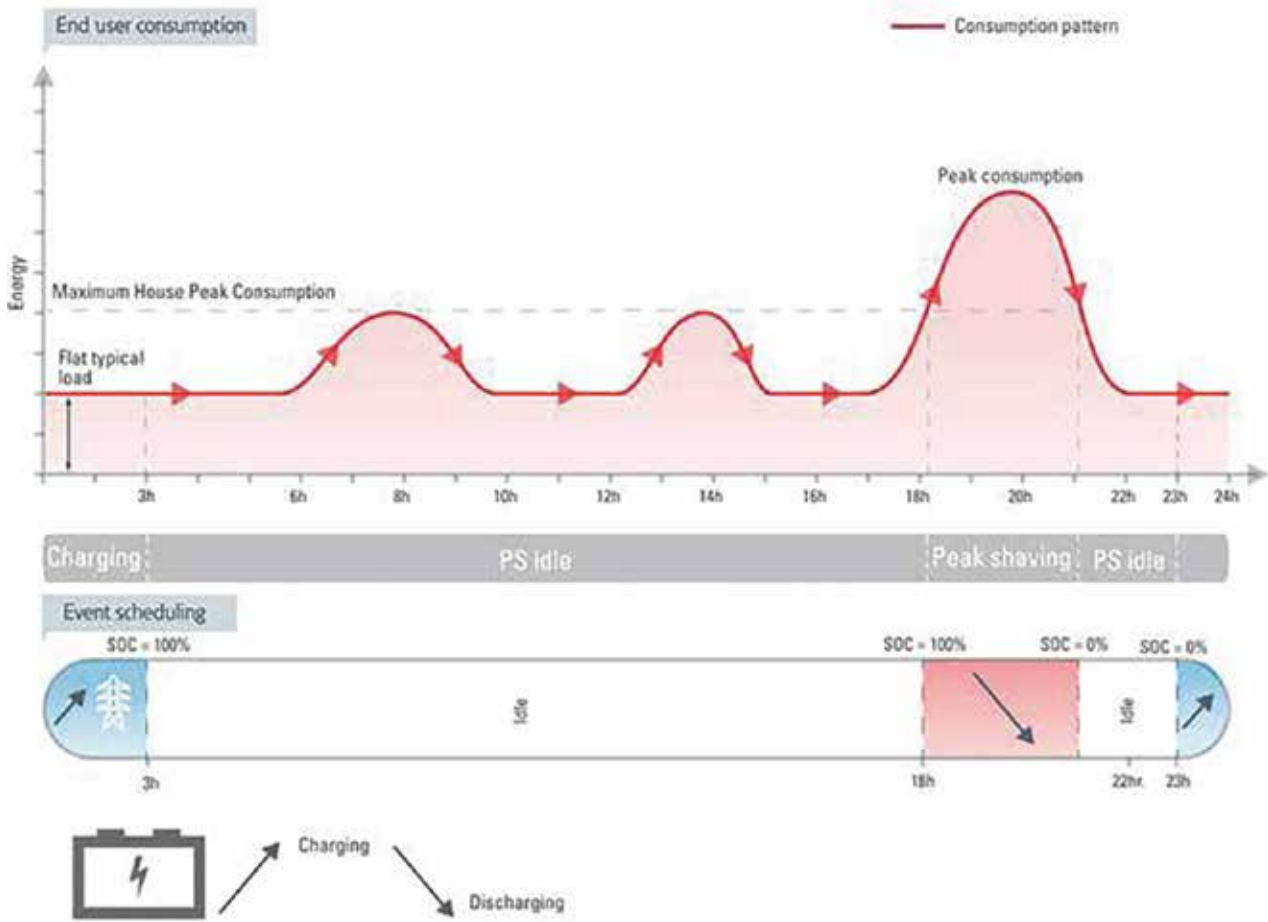 End user consumption
Consumption pattern
Peak consumption
Energy
Maximum House Peak Consumption
Flat typical
load
3h 6h 8h 10h 12h 14h 16h 18h 20h 22h 23h 24h
Charging PS idle Peak shaving PS idle
Event scheduling
SOC = 100% SOC = 100% SOC = 0% SOC = 0%
Idle Idle
3h 18h 22hr. 23h
Charging
Discharging